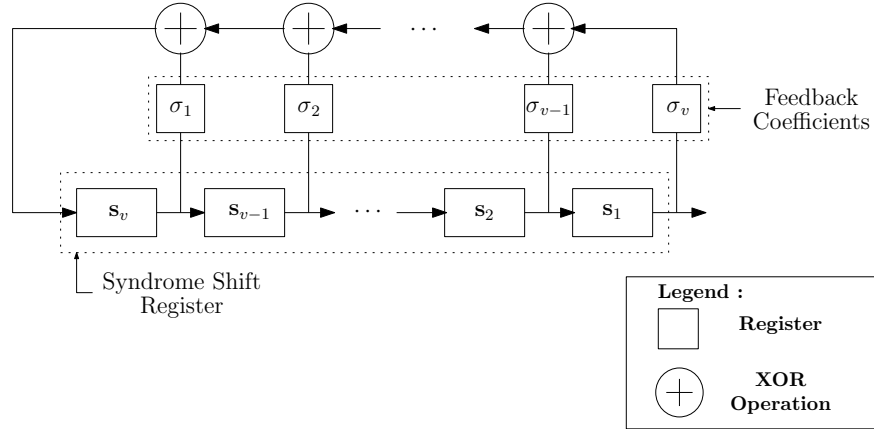 + + ⋯ +
σ₁ σ₂ σᵥ₋₁ σᵥ
Feedback
Coefficients
sᵥ sᵥ₋₁ ⋯ s₂ s₁
Syndrome Shift
Register
Legend :
Register
+ XOR
Operation